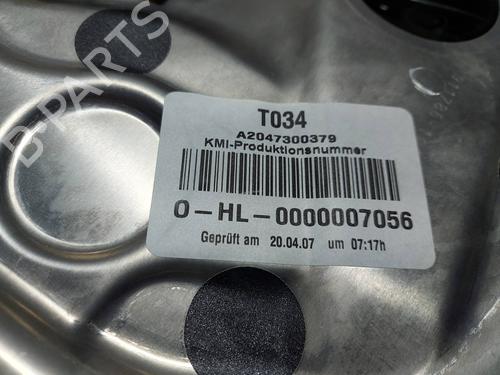 B-PARTS
T034
A2047300379
KMI-Produktionsnummer
O-HL-0000007056
Geprüft am 20.04.07 um 07:17h